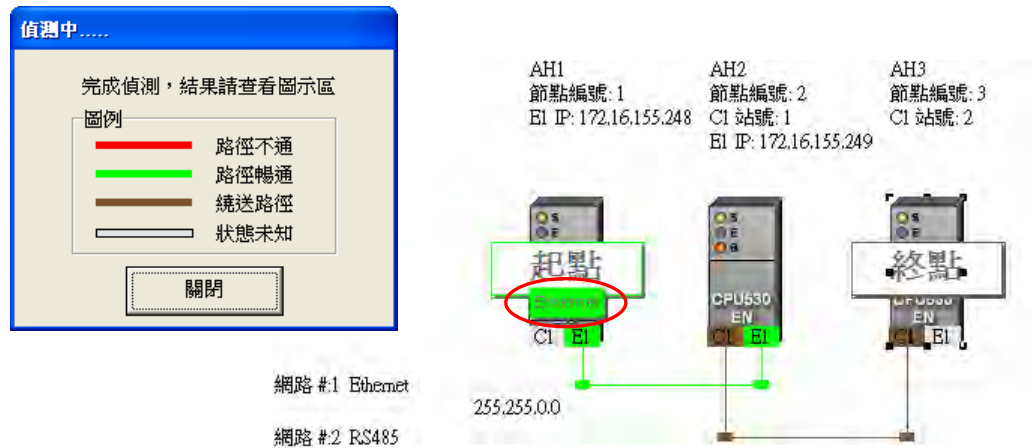 偵測中.....
完成偵測，結果請查看圖示區
圖例
路徑不通
路徑暢通
繞送路徑
狀態未知
關閉
AH1
節點編號: 1
E1 IP: 172.16.155.248
AH2
節點編號: 2
C1 站號: 1
E1 IP: 172.16.155.249
AH3
節點編號: 3
C1 站號: 2
S
E
起點
C1 E1
S
E
B
CPU530
EN
C1 E1
S
E
終點
CPU530
EN
C1 E1
網路 #:1 Ethernet
255.255.0.0
網路 #:2 RS485